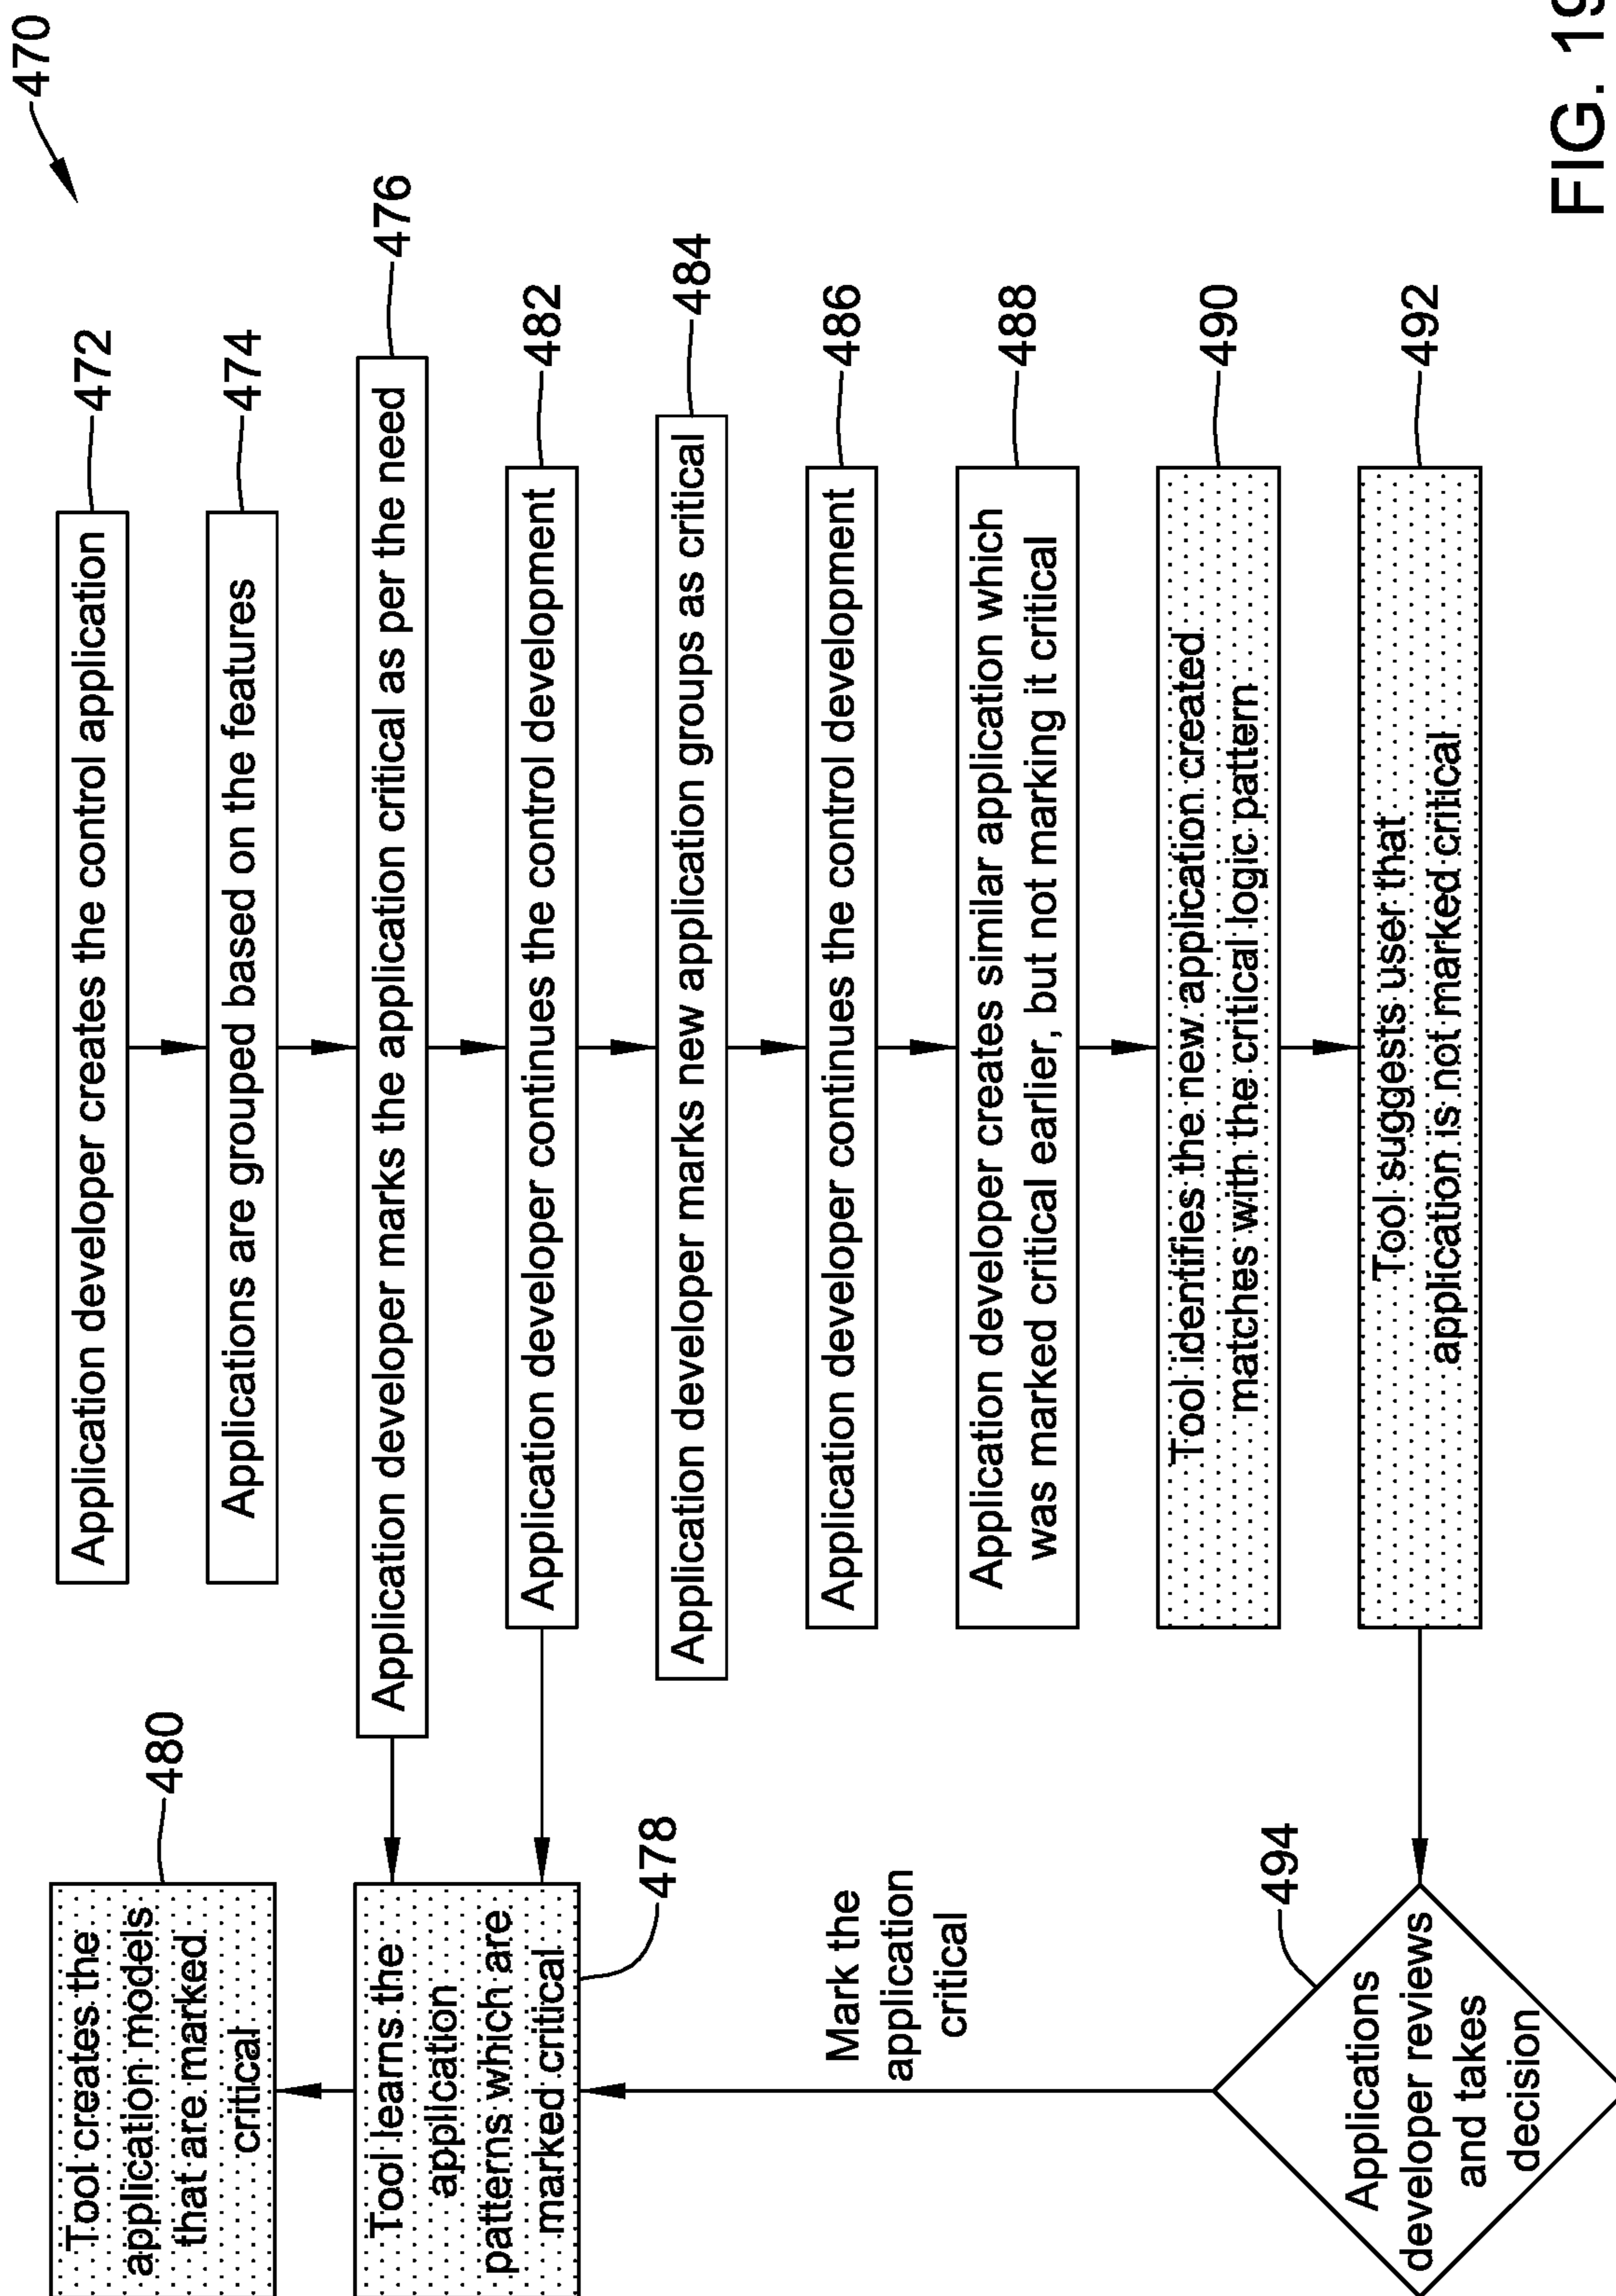 470
Application developer creates the control application
472
Applications are grouped based on the features
474
Application developer marks the application critical as per the need
476
Application developer continues the control development
482
Application developer marks new application groups as critical
484
Application developer continues the control development
486
Application developer creates similar application which
was marked critical earlier, but not marking it critical
488
Tool identifies the new application created
matches with the critical logic pattern
490
Tool suggests user that
application is not marked critical
492
Tool creates the
application models
that are marked
critical
480
Tool learns the
application
patterns which are
marked critical
478
Mark the
application
critical
Applications
developer reviews
and takes
decision
494
FIG. 19